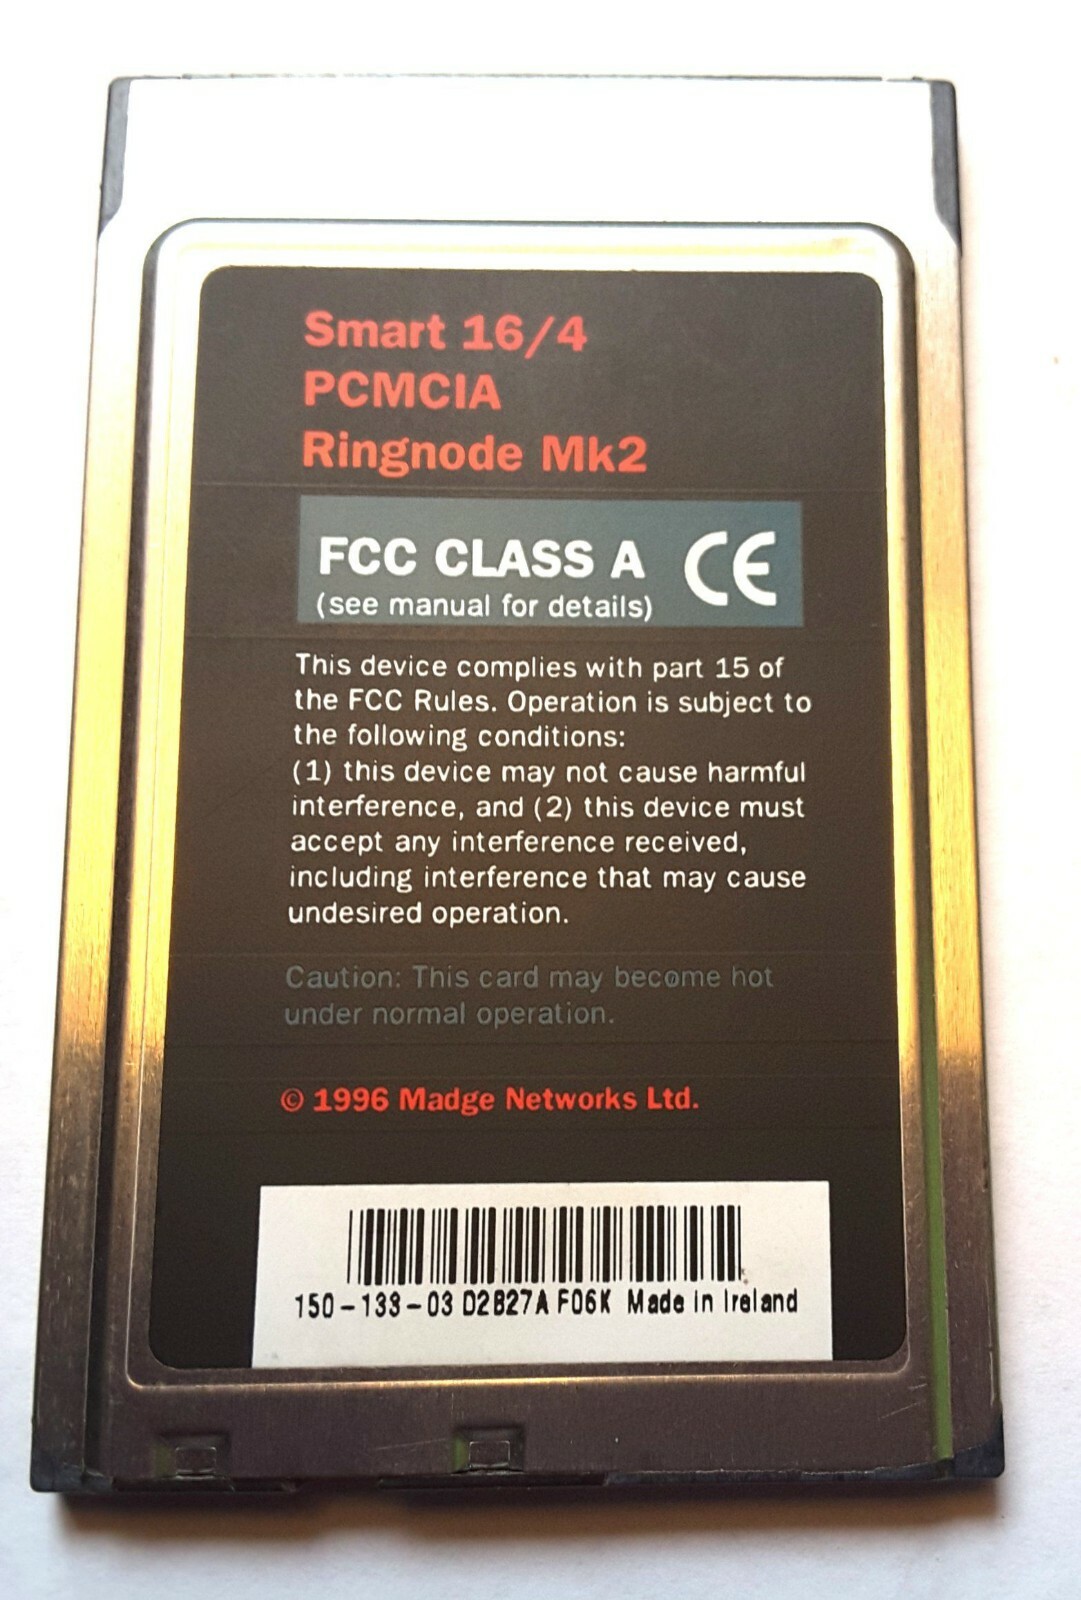 Smart 16/4
PCMCIA
Ringnode Mk2
FCC CLASS A CE
(see manual for details)
This device complies with part 15 of
the FCC Rules. Operation is subject to
the following conditions:
(1) this device may not cause harmful
interference, and (2) this device must
accept any interference received,
including interference that may cause
undesired operation.
Caution: This card may become hot
under normal operation.
© 1996 Madge Networks Ltd.
150-133-03 D2B27A F06K Made in Ireland